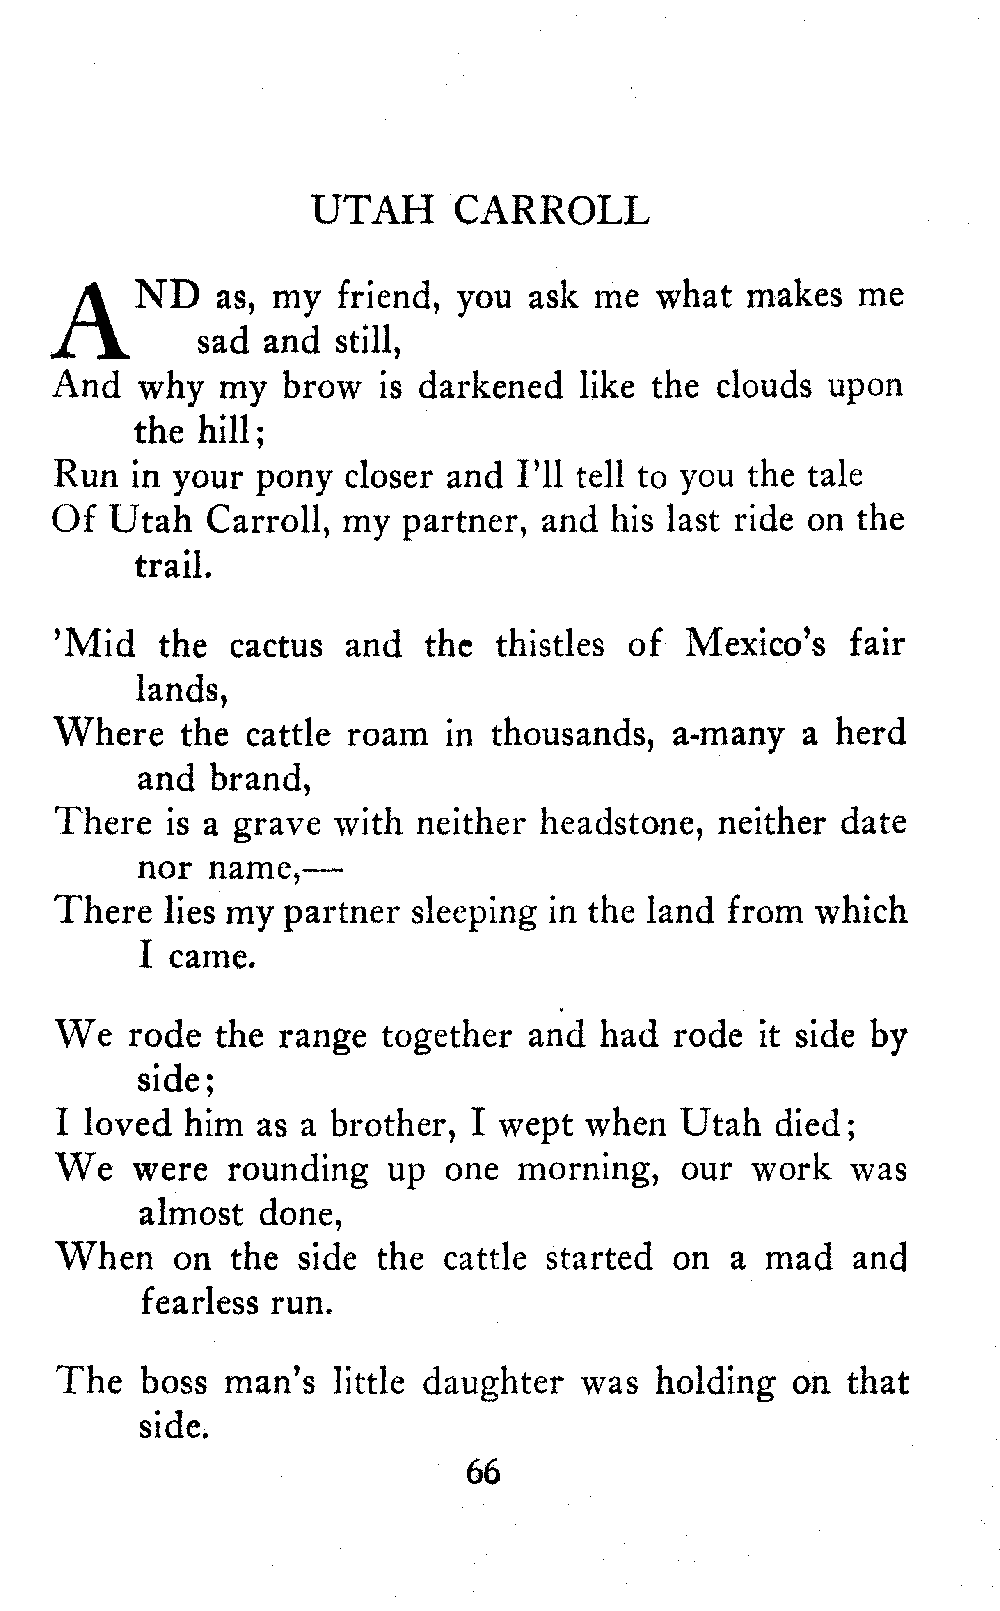 UTAH CARROLL
AND as, my friend, you ask me what makes me
sad and still,
And why my brow is darkened like the clouds upon
the hill;
Run in your pony closer and I'll tell to you the tale
Of Utah Carroll, my partner, and his last ride on the
trail.
'Mid the cactus and the thistles of Mexico's fair
lands,
Where the cattle roam in thousands, a-many a herd
and brand,
There is a grave with neither headstone, neither date
nor name,—
There lies my partner sleeping in the land from which
I came.
We rode the range together and had rode it side by
side;
I loved him as a brother, I wept when Utah died;
We were rounding up one morning, our work was
almost done,
When on the side the cattle started on a mad and
fearless run.
The boss man's little daughter was holding on that
side.
66